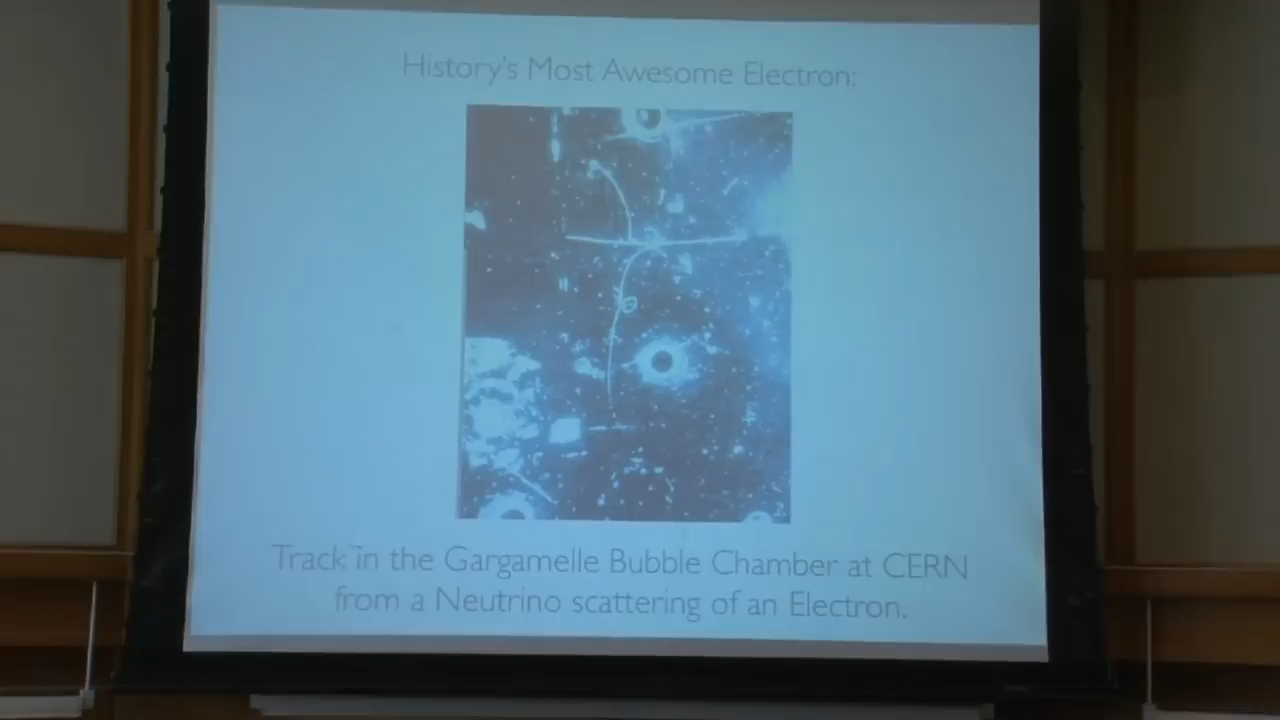 History's Most Awesome Electron:
Track in the Gargamelle Bubble Chamber at CERN
from a Neutrino scattering of an Electron.